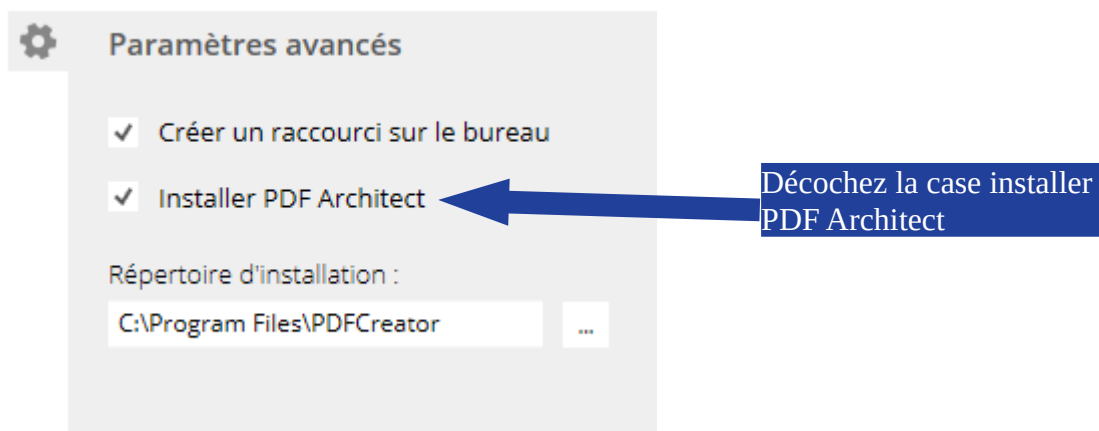 Paramètres avancés
Créer un raccourci sur le bureau
Installer PDF Architect
Décochez la case installer
PDF Architect
Répertoire d'installation :
C:\Program Files\PDFCreator
...